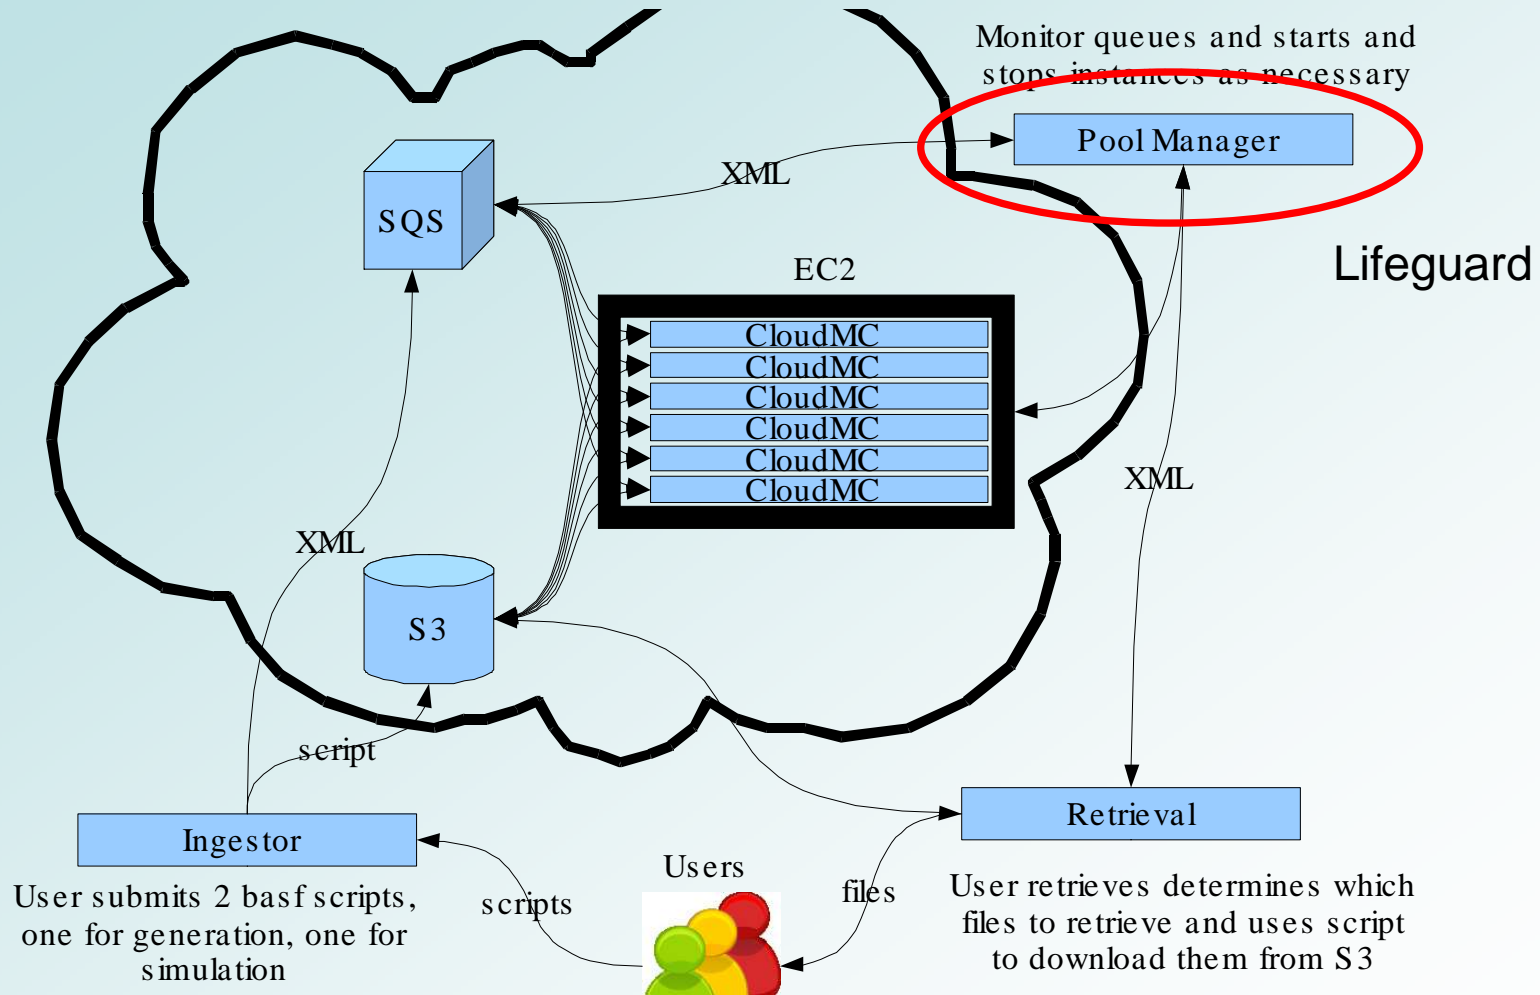 Monitor queues and starts and
stops instances as necessary
Pool Manager
XML
SQS
EC2
Lifeguard
CloudMC
CloudMC
CloudMC
CloudMC
CloudMC
CloudMC
XML
XML
S3
script
Ingestor
Retrieval
Users
User submits 2 basf scripts,
one for generation, one for
simulation
scripts
files
User retrieves determines which
files to retrieve and uses script
to download them from S3